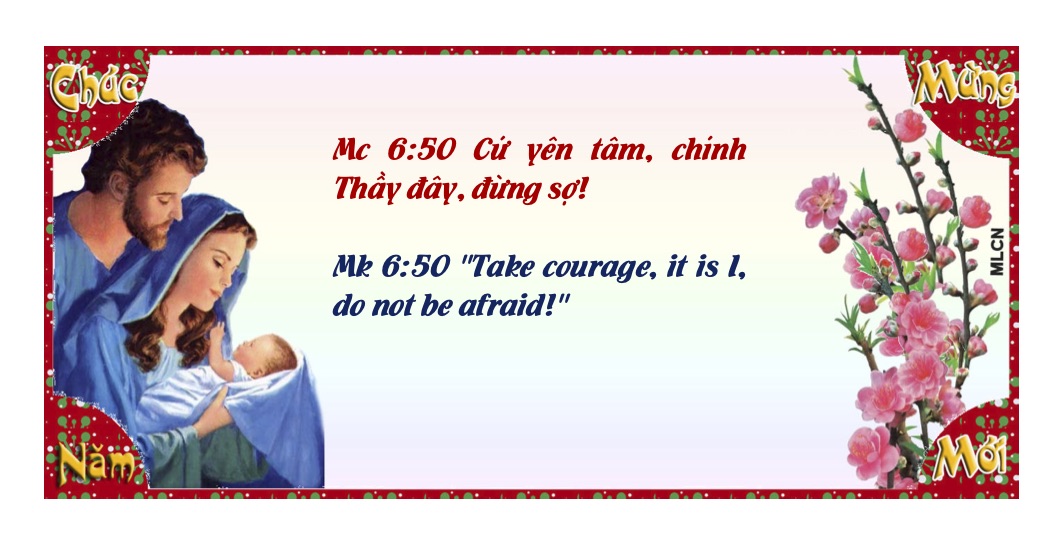 Chúc
Mừng
Mc 6:50 Cứ yên tâm, chính
Thầy đây, đừng sợ!
Mk 6:50 "Take courage, it is I,
do not be afraid!"
MLCN
Năm
Mới